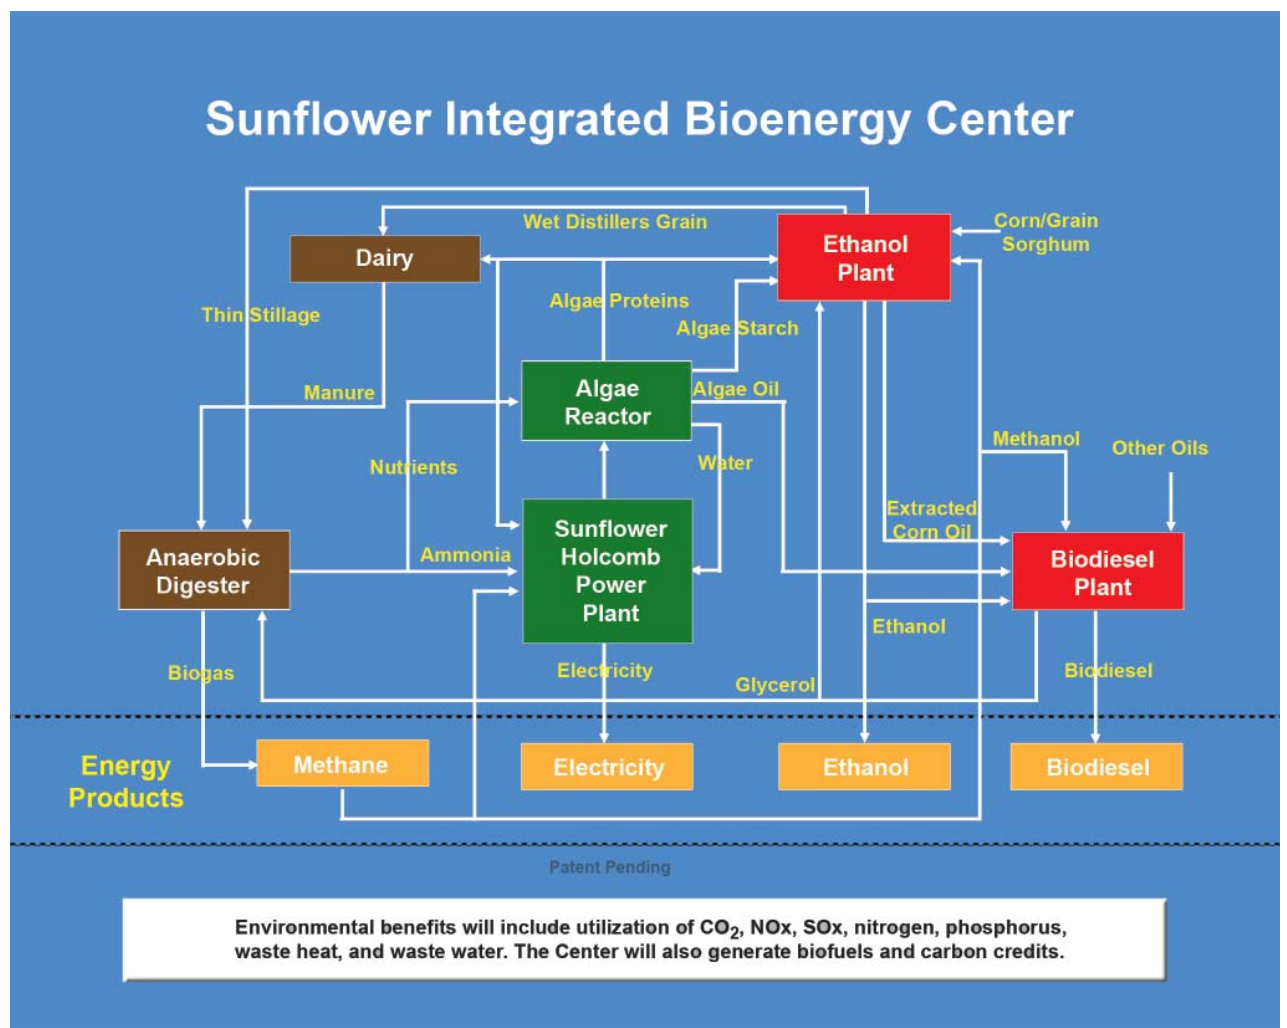 Sunflower Integrated Bioenergy Center
Wet Distillers Grain
Corn/Grain
Sorghum
Ethanol
Plant
Dairy
Thin Stillage
Algae Proteins
Algae Starch
Manure
Algae
Reactor
Algae Oil
Nutrients
Water
Methanol
Other Oils
Extracted
Corn Oil
Sunflower
Holcomb
Power
Plant
Anaerobic
Digester
Ammonia
Biodiesel
Plant
Ethanol
Biogas
Electricity
Glycerol
Biodiesel
Energy
Products
Methane
Electricity
Ethanol
Biodiesel
Patent Pending
Environmental benefits will include utilization of CO2, NOx, SOx, nitrogen, phosphorus,
waste heat, and waste water. The Center will also generate biofuels and carbon credits.